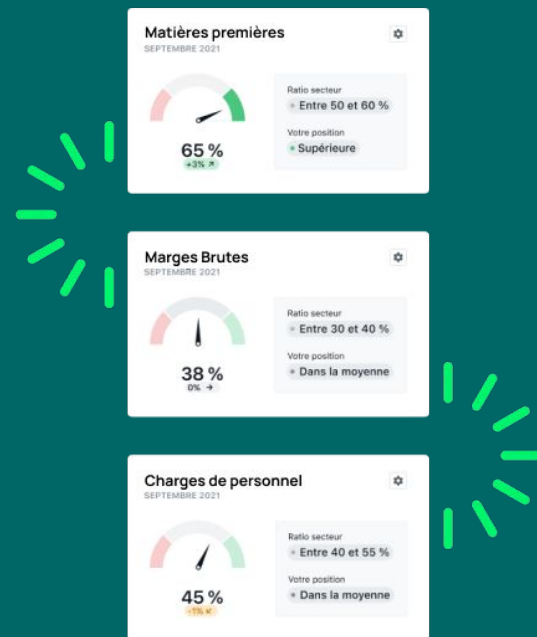 Matières premières
SEPTEMBRE 2021
Ratio secteur
Entre 50 et 60 %
Votre position
Supérieure
65 %
+3% ↗
Marges Brutes
SEPTEMBRE 2021
Ratio secteur
Entre 30 et 40 %
Votre position
Dans la moyenne
38 %
0% →
Charges de personnel
SEPTEMBRE 2021
Ratio secteur
Entre 40 et 55 %
Votre position
Dans la moyenne
45 %
-1% ↙